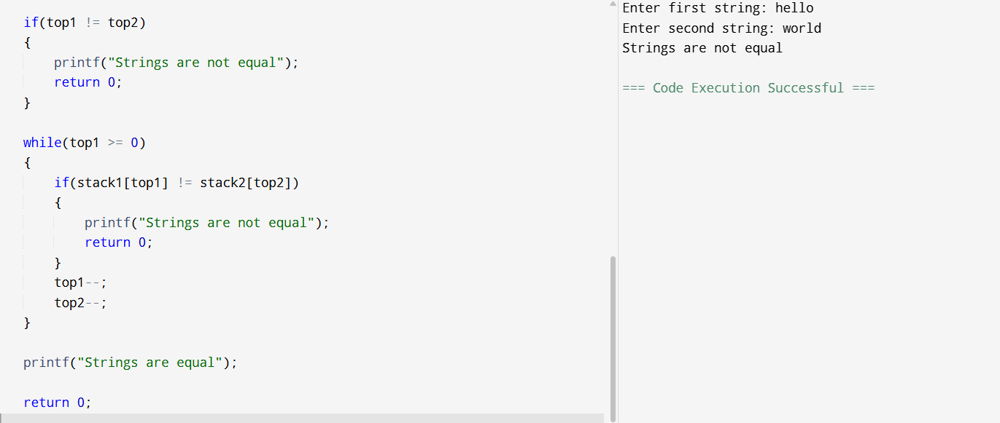 if(top1 != top2)
{
    printf("Strings are not equal");
    return 0;
}

while(top1 >= 0)
{
    if(stack1[top1] != stack2[top2])
    {
        printf("Strings are not equal");
        return 0;
    }
    top1--;
    top2--;
}

printf("Strings are equal");

return 0;
Enter first string: hello
Enter second string: world
Strings are not equal

=== Code Execution Successful ===